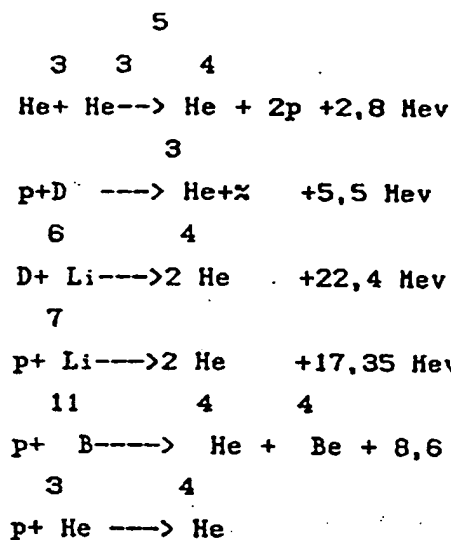 5
3 3 4
He+ He--> He + 2p +2,8 Mev
3
p+D ---> He+% +5,5 Mev
6 4
D+ Li--->2 He +22,4 Mev
7
p+ Li--->2 He +17,35 Mev
11 4 4
p+ B----> He + Be + 8,6
3 4
p+ He ---> He